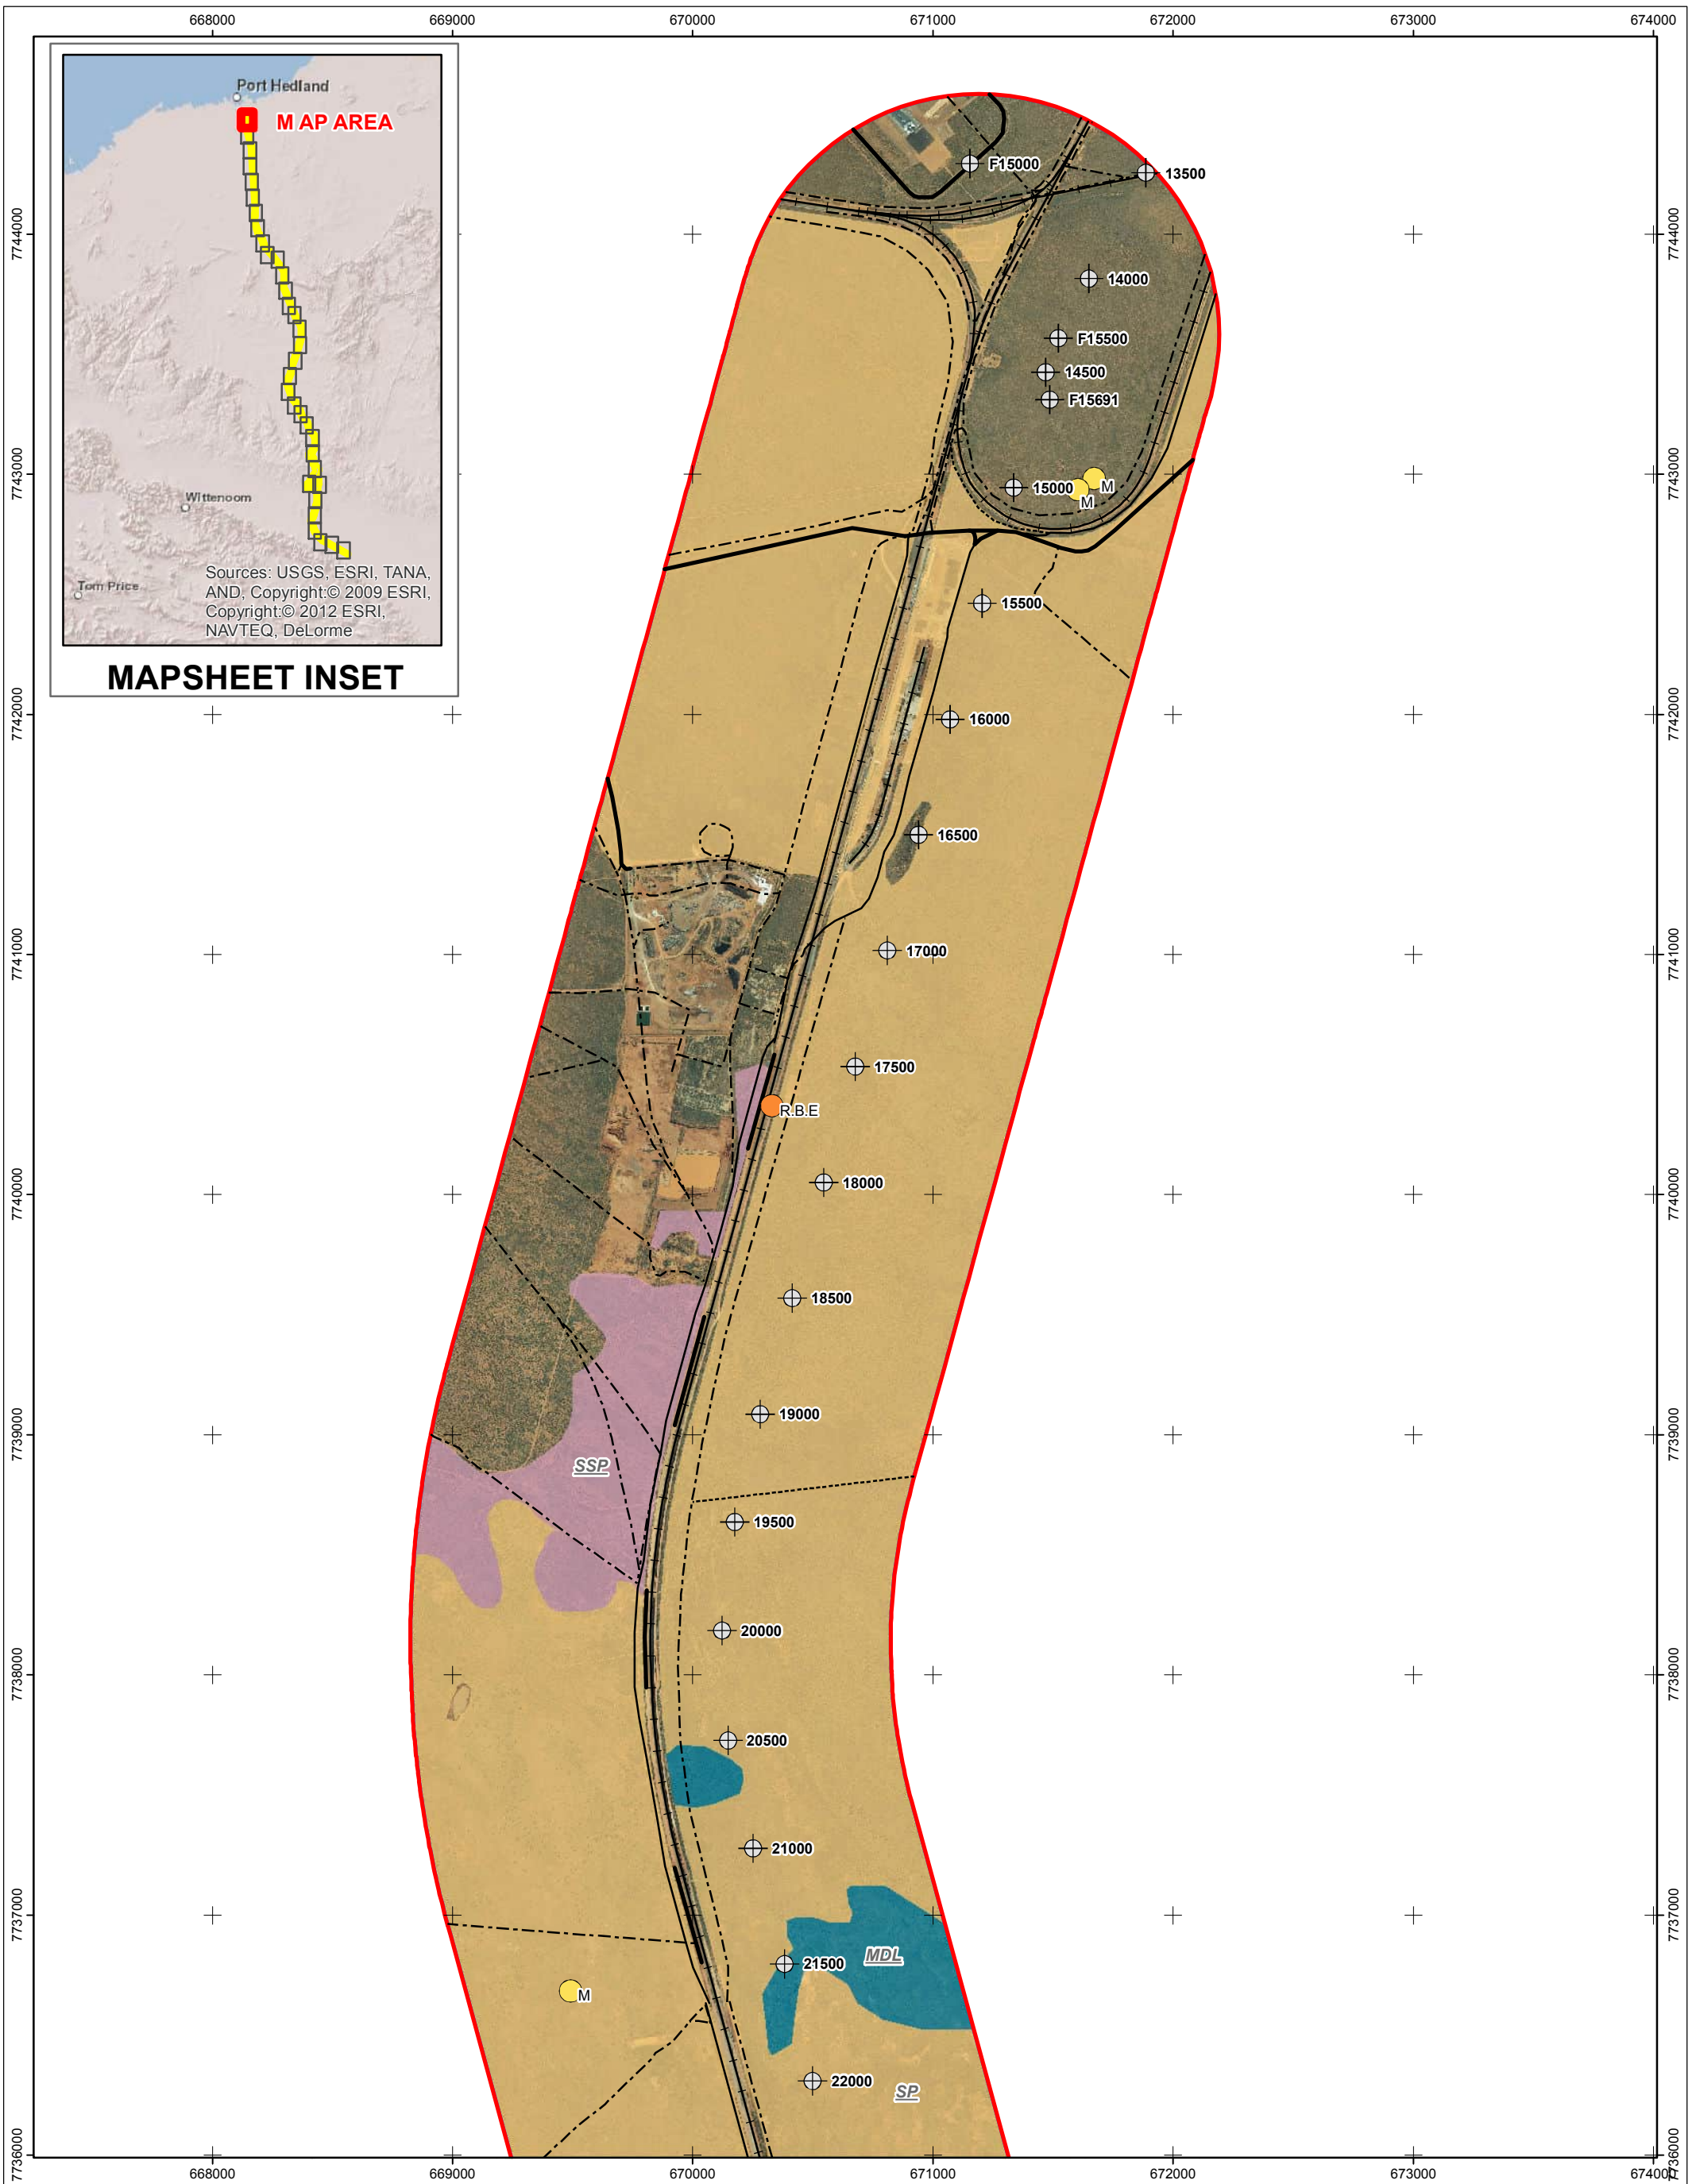 668000
669000
670000
671000
672000
673000
674000
Port Hedland
MAP AREA
Wittenoom
Tom Price
Sources: USGS, ESRI, TANA,
AND, Copyright:© 2009 ESRI,
Copyright:© 2012 ESRI,
NAVTEQ, DeLorme
MAPSHEET INSET
F15000
13500
7744000
7744000
14000
F15500
14500
F15691
7743000
7743000
15000
M
M
15500
7742000
7742000
16000
16500
7741000
7741000
17000
17500
R.B.E
18000
7740000
7740000
18500
19000
7739000
7739000
SSP
19500
20000
7738000
7738000
20500
21000
7737000
7737000
MDL
21500
M
22000
SP
7736000
7736000
668000
669000
670000
671000
672000
673000
674000